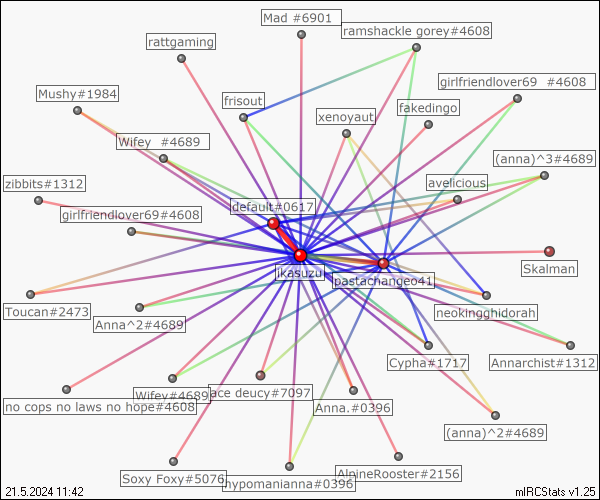 Mad #6901
ramshackle gorey#4608
rattgaming
girlfriendlover69 #4608
Mushy#1984
frisout
fakedingo
xenoyaut
Wifey #4689
(anna)^3#4689
zibbits#1312
avelicious
default#0617
girlfriendlover69#4608
ikasuzu
Skalman
pastachangeo41
Toucan#2473
neokingghidorah
Anna^2#4689
Cypha#1717
Annarchist#1312
Wifey#4689
ace deucy#7097
no cops no laws no hope#4608
Anna.#0396
(anna)^2#4689
Soxy Foxy#5076
AlpineRooster#2156
hypomanianna#0396
21.5.2024 11:42
mIRCStats v1.25